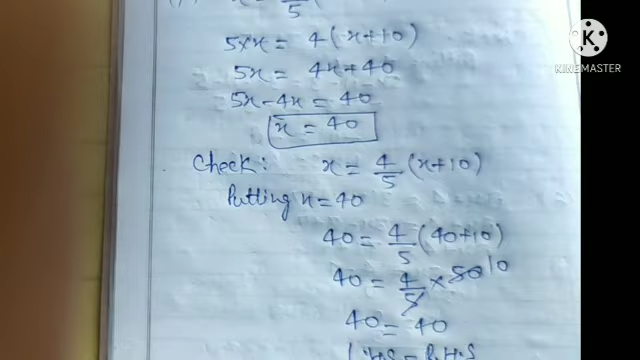 5×x = 4(x+10)
5x = 4x+40
5x-4x = 40
x = 40
Check: x = 4/5 (x+10)
Putting x = 40
40 = 4/5 (40+10)
40 = 4/5 × 50 10
40 = 40
L.H.S = R.H.S
KINEMASTER